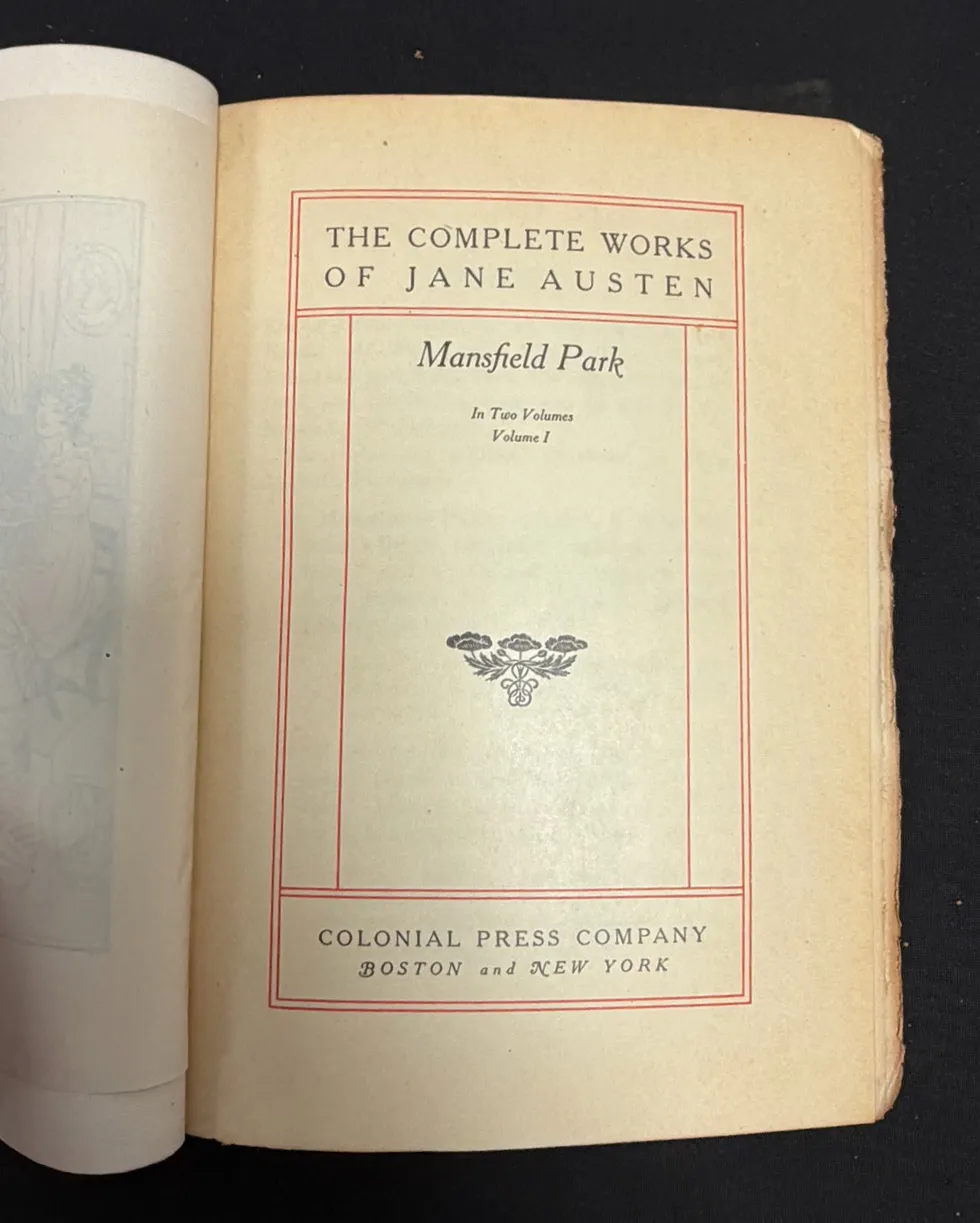 THE COMPLETE WORKS
OF JANE AUSTEN
Mansfield Park
In Two Volumes
Volume I
COLONIAL PRESS COMPANY
BOSTON and NEW YORK